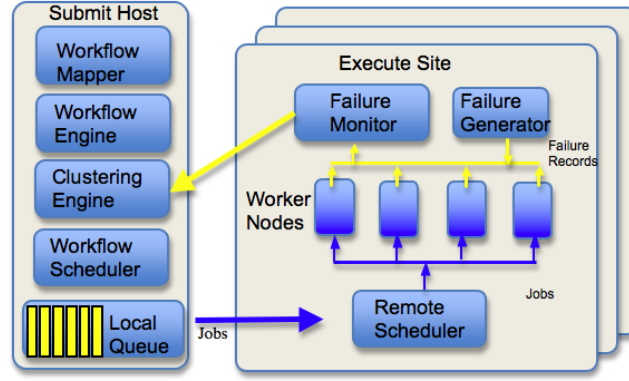 Submit Host
Workflow
Mapper
Workflow
Engine
Clustering
Engine
Workflow
Scheduler
Local
Queue
Jobs
Execute Site
Failure
Monitor
Failure
Generator
Failure
Records
Worker
Nodes
Jobs
Remote
Scheduler